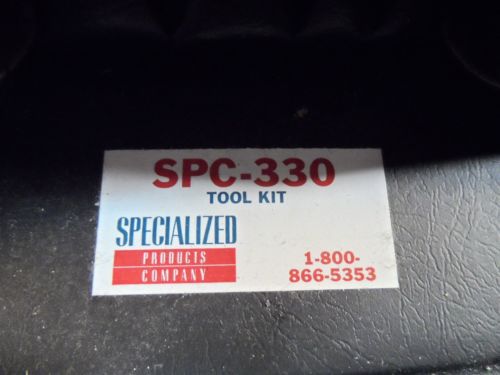 SPC-330
TOOL KIT
SPECIALIZED
PRODUCTS
COMPANY
1-800-
866-5353